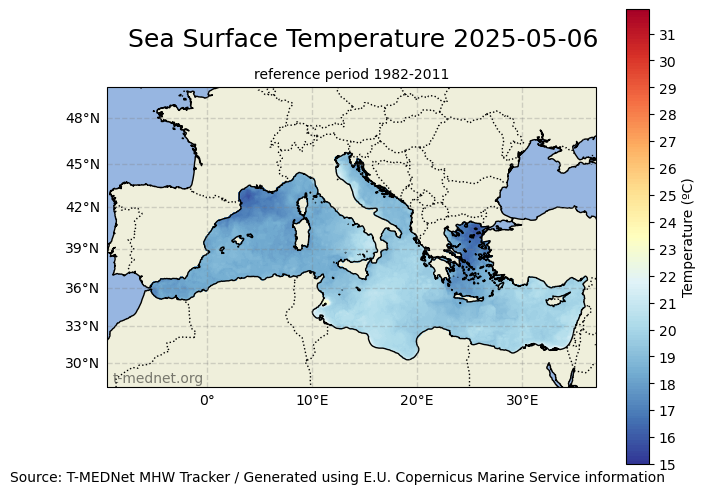 Sea Surface Temperature 2025-05-06
reference period 1982-2011
48°N
45°N
42°N
39°N
36°N
33°N
30°N
t-mednet.org
0°
10°E
20°E
30°E
31
30
29
28
27
26
25
24
23
22
21
20
19
18
17
16
15
Temperature (ºC)
Source: T-MEDNet MHW Tracker / Generated using E.U. Copernicus Marine Service information